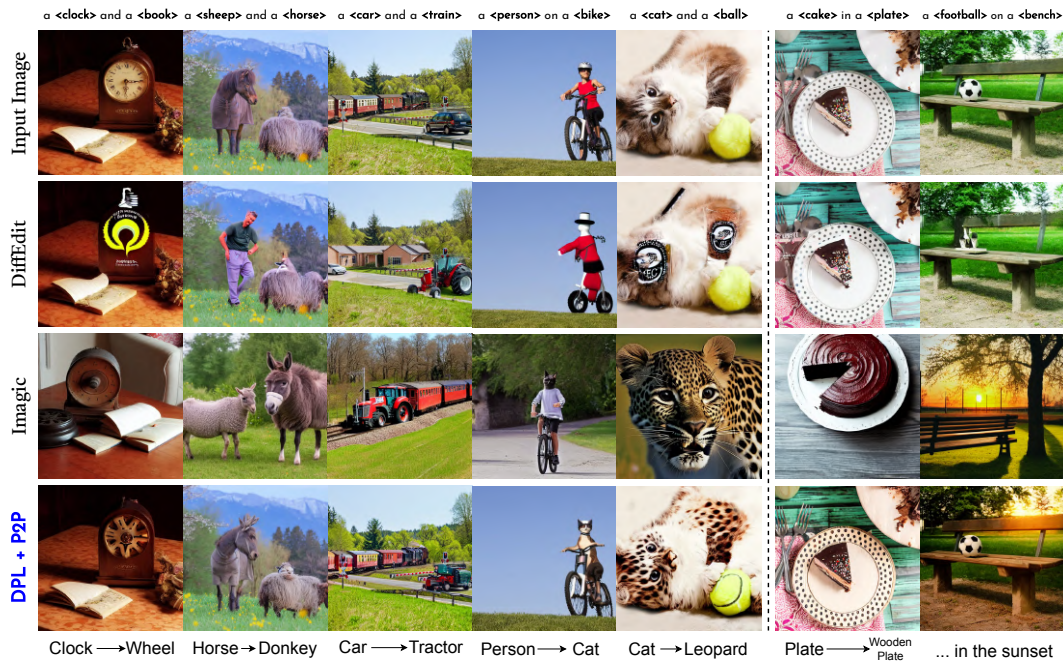 a <clock> and a <book>
a <sheep> and a <horse>
a <car> and a <train>
a <person> on a <bike>
a <cat> and a <ball>
a <cake> in a <plate>
a <football> on a <bench>
Input Image
DiffEdit
Imagic
DPL + P2P
Clock → Wheel
Horse → Donkey
Car → Tractor
Person → Cat
Cat → Leopard
Plate → Wooden Plate
... in the sunset